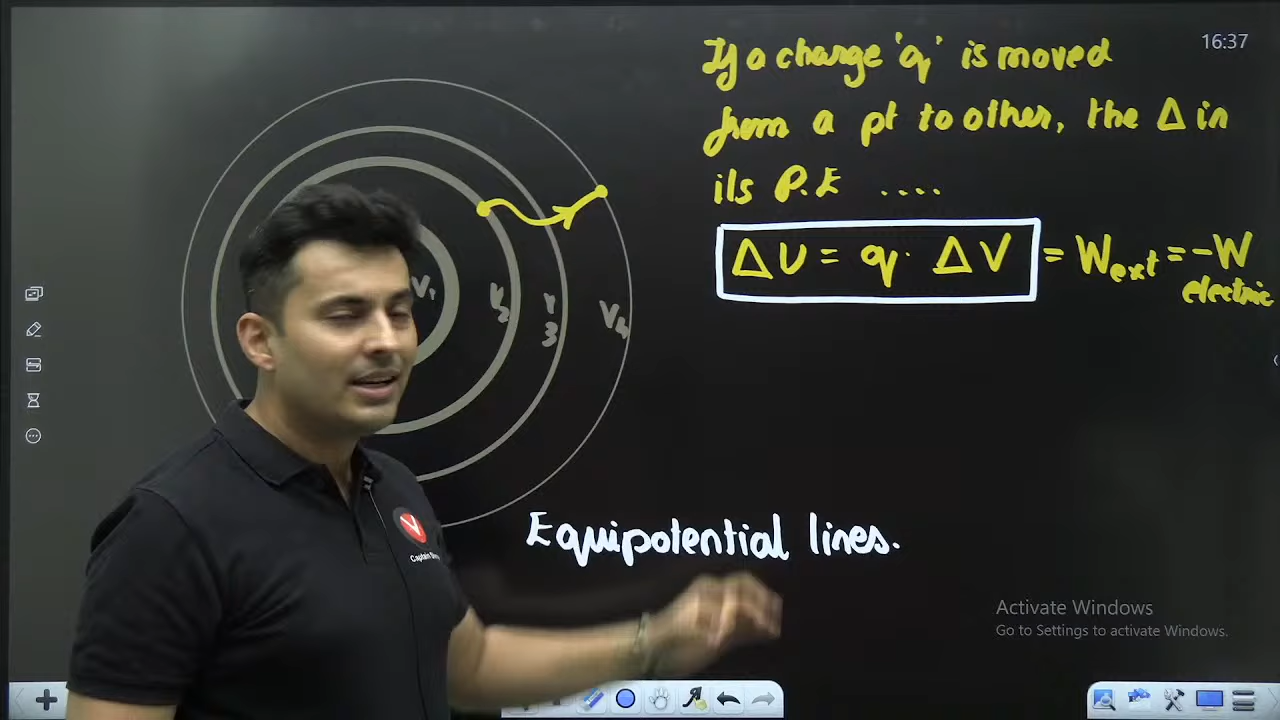 16:37
If a charge 'q' is moved
from a pt to other, the Δ in
its P.E ....
ΔU = q · ΔV = Wext = -W
electric
V1
V2
V3
V4
Equipotential lines.
Activate Windows
Go to Settings to activate Windows.